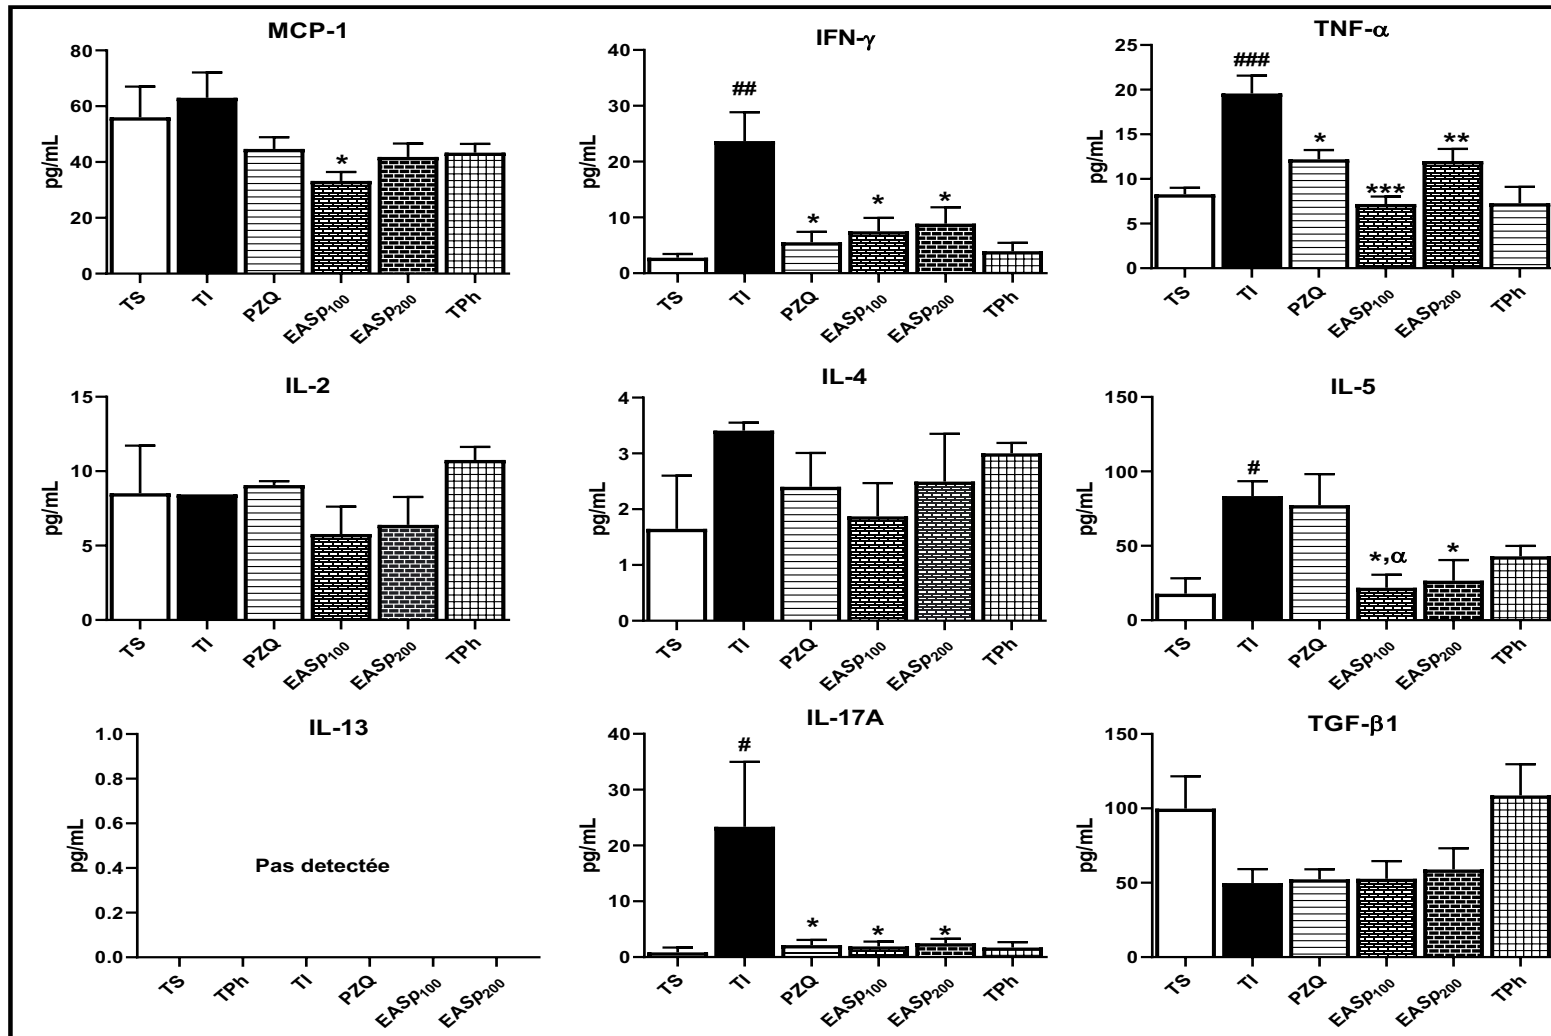 MCP-1
80
60
40
20
0
pg/mL
*
TS TI PZQ EASp₁₀₀ EASp₂₀₀ TPh
IFN-γ
40
30
20
10
0
pg/mL
##
* * *
TS TI PZQ EASp₁₀₀ EASp₂₀₀ TPh
TNF-α
25
20
15
10
5
0
pg/mL
###
* *** **
TS TI PZQ EASp₁₀₀ EASp₂₀₀ TPh
IL-2
15
10
5
0
pg/mL
TS TI PZQ EASp₁₀₀ EASp₂₀₀ TPh
IL-4
4
3
2
1
0
pg/mL
TS TI PZQ EASp₁₀₀ EASp₂₀₀ TPh
IL-5
150
100
50
0
pg/mL
#
*,α *
TS TI PZQ EASp₁₀₀ EASp₂₀₀ TPh
IL-13
1.0
0.8
0.6
0.4
0.2
0.0
pg/mL
Pas detectée
TS TPh TI PZQ EASp₁₀₀ EASp₂₀₀
IL-17A
40
30
20
10
0
pg/mL
#
* * *
TS TI PZQ EASp₁₀₀ EASp₂₀₀ TPh
TGF-β1
150
100
50
0
pg/mL
TS TI PZQ EASp₁₀₀ EASp₂₀₀ TPh